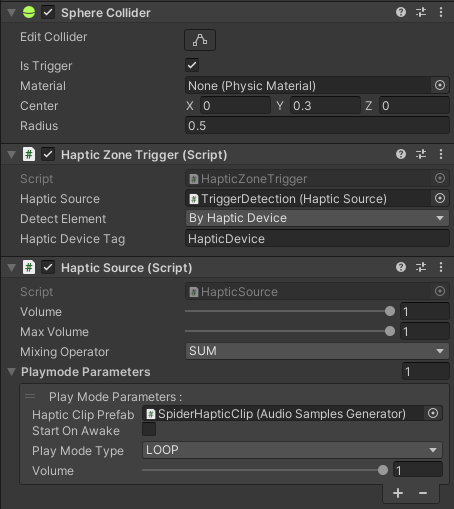 Sphere Collider
Edit Collider
Is Trigger
Material None (Physic Material)
Center X 0 Y 0.3 Z 0
Radius 0.5
# Haptic Zone Trigger (Script)
Script # HapticZoneTrigger
Haptic Source # TriggerDetection (Haptic Source)
Detect Element By Haptic Device
Haptic Device Tag HapticDevice
# Haptic Source (Script)
Script # HapticSource
Volume 1
Max Volume 1
Mixing Operator SUM
Playmode Parameters 1
= Play Mode Parameters :
Haptic Clip Prefab # SpiderHapticClip (Audio Samples Generator)
Start On Awake
Play Mode Type LOOP
Volume 1
+ −